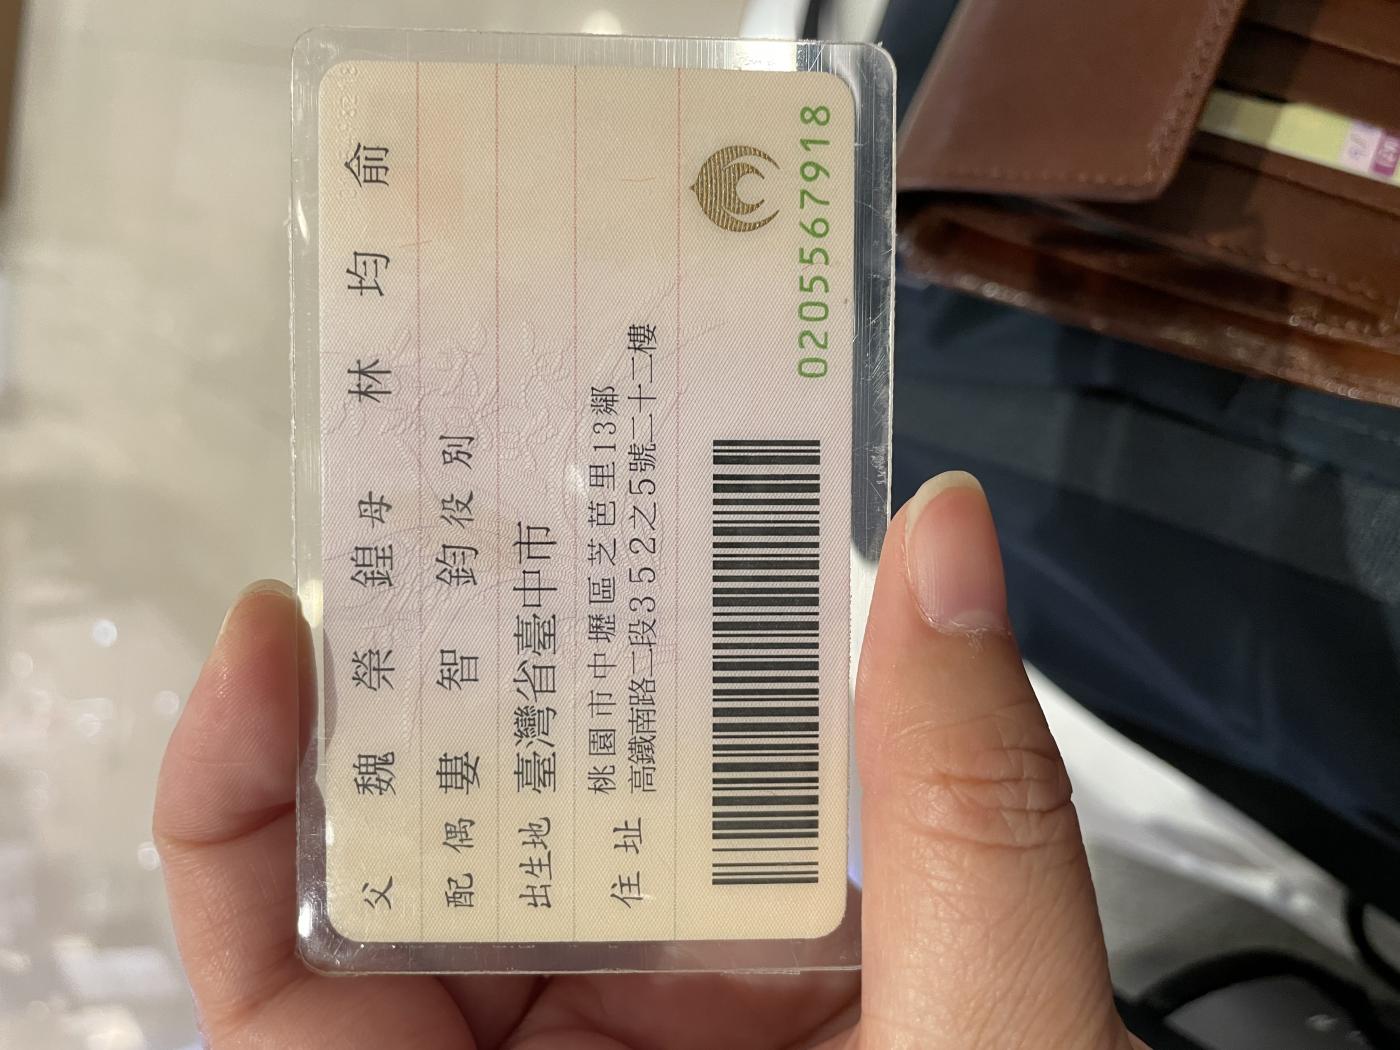 父 魏榮鍠 母 林均俞
配偶 婁智鈞 役別
出生地 臺灣省臺中市
住址 桃園市中壢區芝芭里13鄰
高鐵南路二段352之5號二十二樓
0205567918